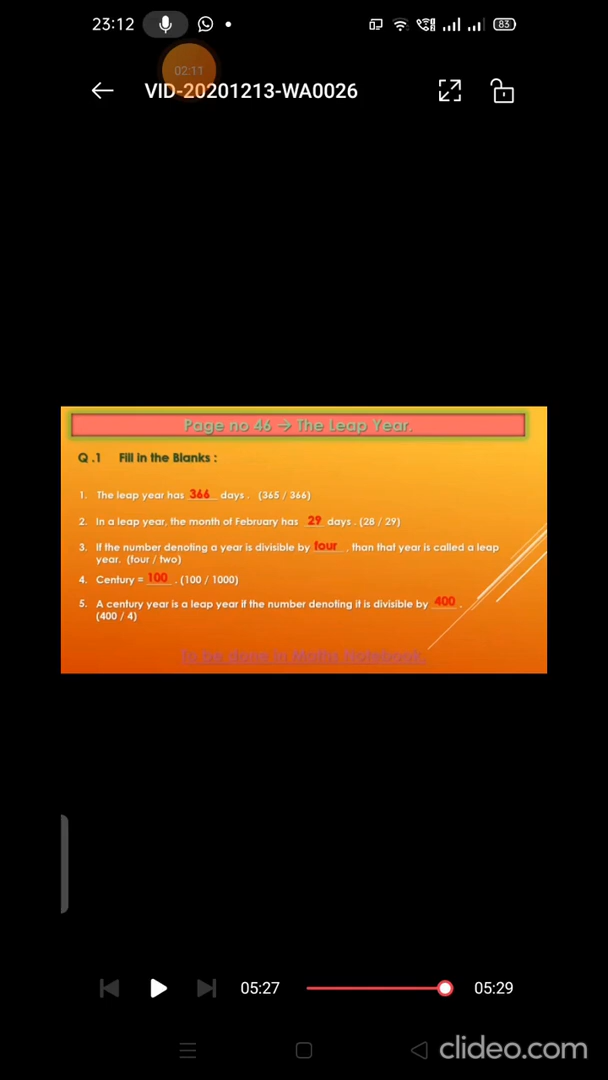 23:12
83
02:11
VID-20201213-WA0026
Page no 46 → The Leap Year.
Q .1 Fill in the Blanks :
1. The leap year has 366 days . (365 / 366)
2. In a leap year, the month of February has 29 days . (28 / 29)
3. If the number denoting a year is divisible by four , than that year is called a leap
year. (four / two)
4. Century = 100 . (100 / 1000)
5. A century year is a leap year if the number denoting it is divisible by 400 .
(400 / 4)
To be done in Maths Notebook.
05:27
05:29
clideo.com